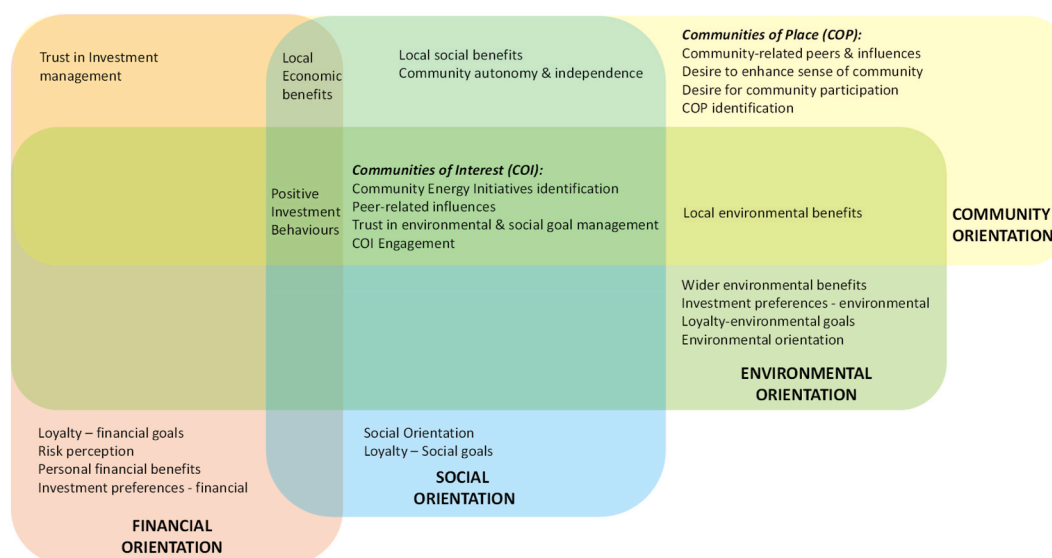 Trust in Investment
management
Local
Economic
benefits
Local social benefits
Community autonomy & independence
Communities of Place (COP):
Community-related peers & influences
Desire to enhance sense of community
Desire for community participation
COP identification
Positive
Investment
Behaviours
Communities of Interest (COI):
Community Energy Initiatives identification
Peer-related influences
Trust in environmental & social goal management
COI Engagement
Local environmental benefits
COMMUNITY
ORIENTATION
Wider environmental benefits
Investment preferences - environmental
Loyalty-environmental goals
Environmental orientation
ENVIRONMENTAL
ORIENTATION
Loyalty – financial goals
Risk perception
Personal financial benefits
Investment preferences - financial
FINANCIAL
ORIENTATION
Social Orientation
Loyalty – Social goals
SOCIAL
ORIENTATION